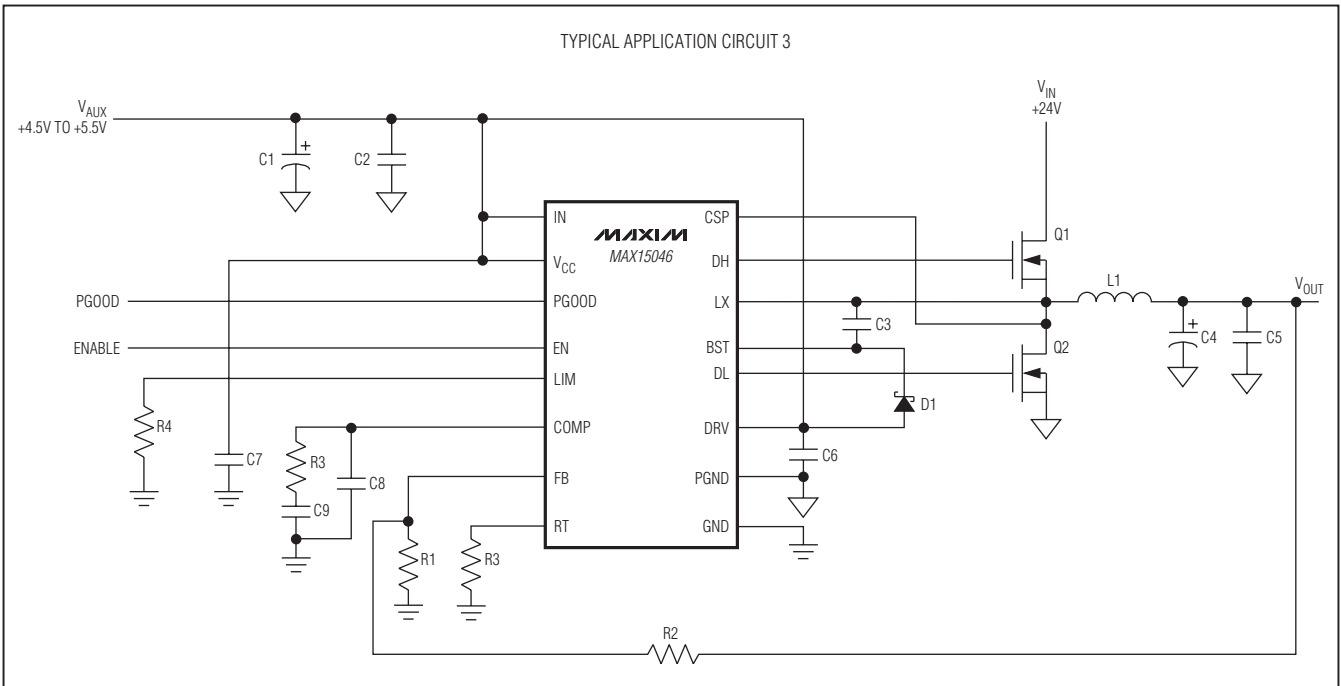 TYPICAL APPLICATION CIRCUIT 3
V_AUX
+4.5V TO +5.5V
V_IN
+24V
C1
+
C2
IN
CSP
MAXIM
MAX15046
Q1
DH
V_CC
L1
V_OUT
PGOOD
PGOOD
LX
C3
+
C4
C5
ENABLE
EN
BST
Q2
DL
LIM
D1
R4
COMP
DRV
C7
R3
C8
C6
FB
PGND
C9
RT
GND
R1
R3
R2